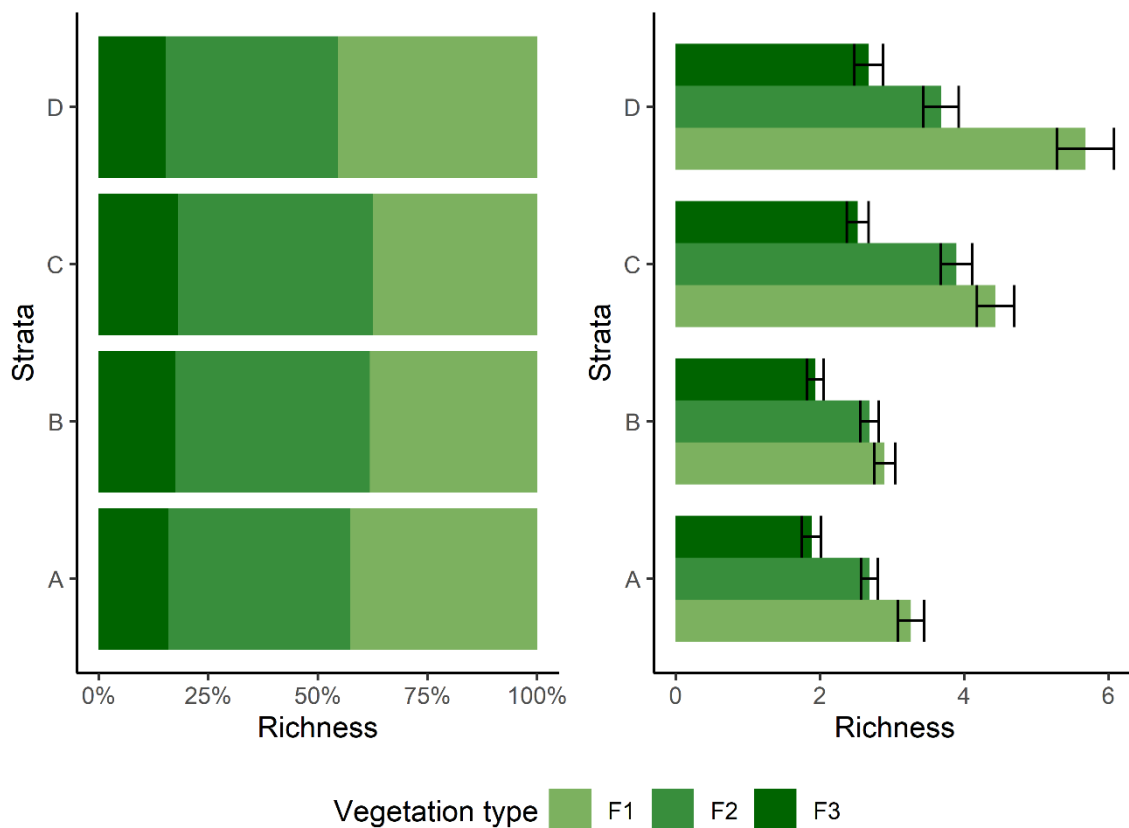 Strata
D
C
B
A
0% 25% 50% 75% 100%
Richness
Strata
D
C
B
A
0 2 4 6
Richness
Vegetation type F1 F2 F3